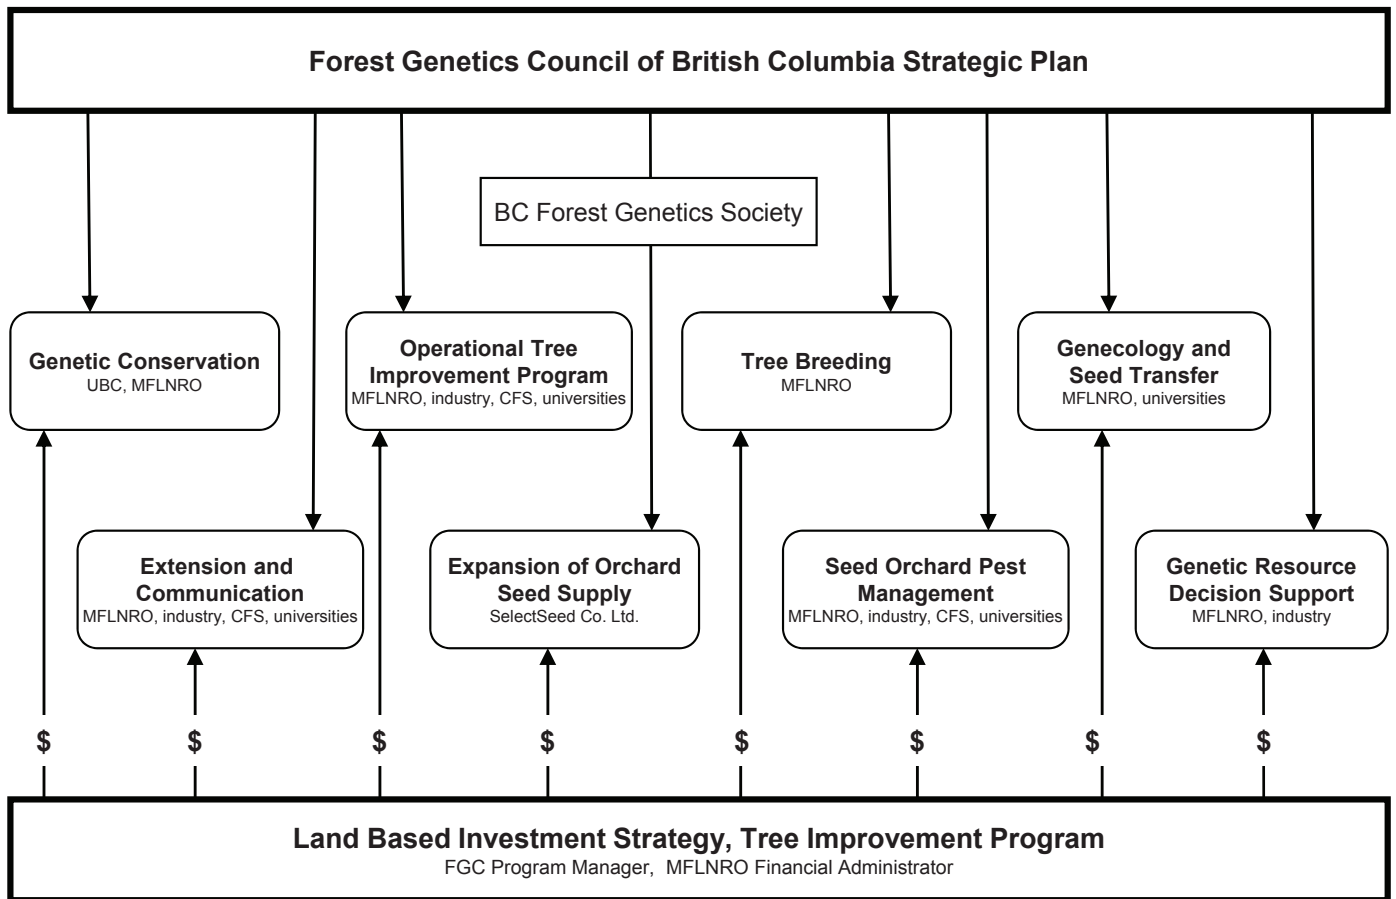 Forest Genetics Council of British Columbia Strategic Plan
BC Forest Genetics Society
Genetic Conservation
UBC, MFLNRO
Operational Tree
Improvement Program
MFLNRO, industry, CFS, universities
Tree Breeding
MFLNRO
Genecology and
Seed Transfer
MFLNRO, universities
Extension and
Communication
MFLNRO, industry, CFS, universities
Expansion of Orchard
Seed Supply
SelectSeed Co. Ltd.
Seed Orchard Pest
Management
MFLNRO, industry, CFS, universities
Genetic Resource
Decision Support
MFLNRO, industry
$ $ $ $ $ $ $ $
Land Based Investment Strategy, Tree Improvement Program
FGC Program Manager, MFLNRO Financial Administrator